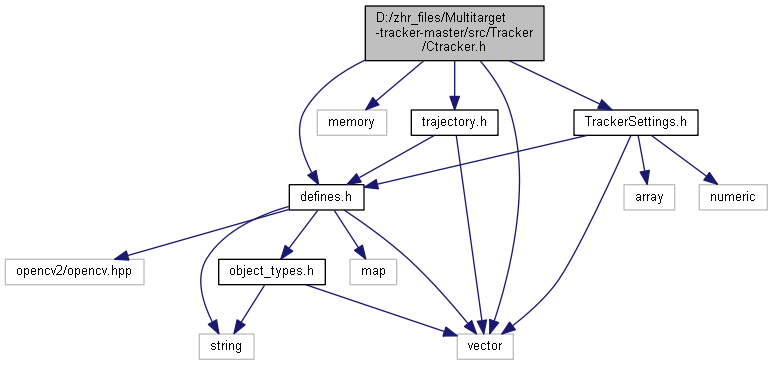 D:/zhr_files/Multitarget
-tracker-master/src/Tracker
/Ctracker.h
memory
trajectory.h
TrackerSettings.h
defines.h
array
numeric
opencv2/opencv.hpp
object_types.h
map
string
vector